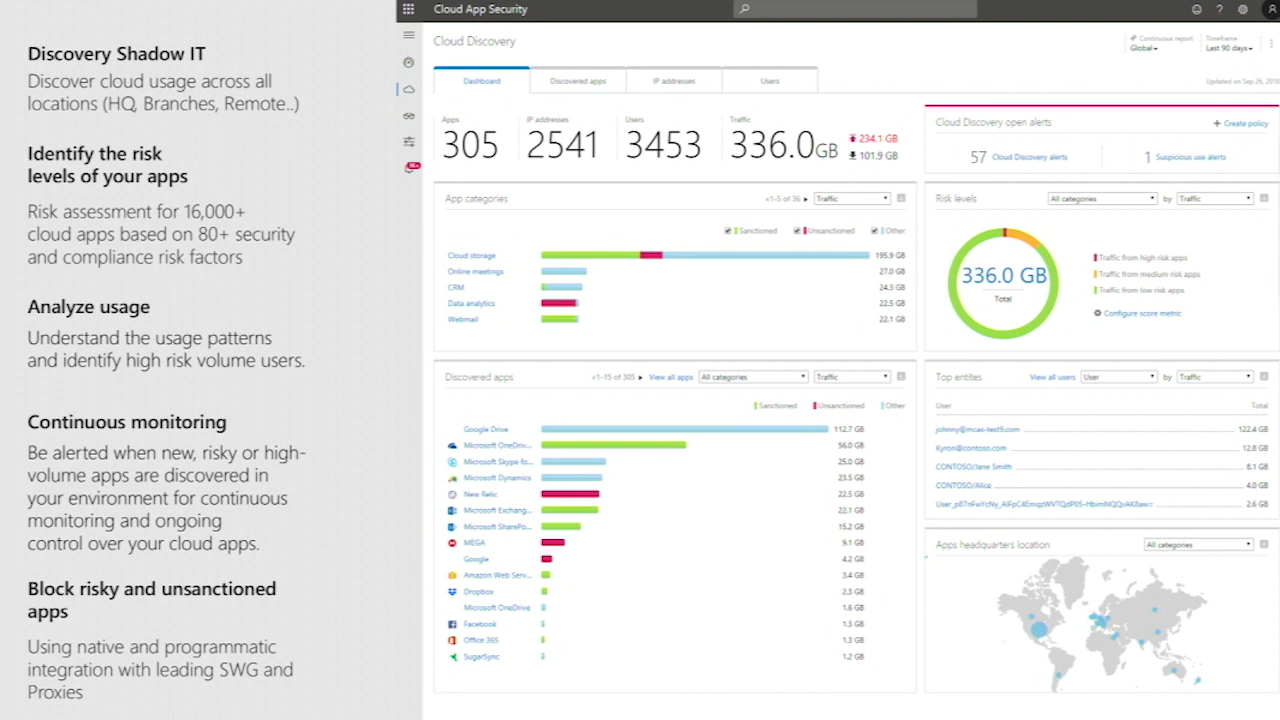 Discovery Shadow IT
Discover cloud usage across all
locations (HQ, Branches, Remote..)
Identify the risk
levels of your apps
Risk assessment for 16,000+
cloud apps based on 80+ security
and compliance risk factors
Analyze usage
Understand the usage patterns
and identify high risk volume users.
Continuous monitoring
Be alerted when new, risky or high-
volume apps are discovered in
your environment for continuous
monitoring and ongoing
control over your cloud apps.
Block risky and unsanctioned
apps
Using native and programmatic
integration with leading SWG and
Proxies
Cloud App Security
Cloud Discovery
Continuous report
Global
Timeframe
Last 90 days
Dashboard
Discovered apps
IP addresses
Users
Updated on Sep 26, 2018
Apps
305
IP addresses
2541
Users
3453
Traffic
336.0GB
234.1 GB
101.9 GB
Cloud Discovery open alerts
+ Create policy
57 Cloud Discovery alerts
1 Suspicious use alerts
App categories
<1-5 of 36
Traffic
Sanctioned
Unsanctioned
Other
Cloud storage 195.9 GB
Online meetings 27.0 GB
CRM 24.3 GB
Data analytics 22.5 GB
Webmail 22.1 GB
Risk levels
All categories
by
Traffic
336.0 GB
Total
Traffic from high risk apps
Traffic from medium risk apps
Traffic from low risk apps
Configure score metric
Discovered apps
<1-15 of 305
View all apps
All categories
Traffic
Sanctioned
Unsanctioned
Other
Google Drive 112.7 GB
Microsoft OneDriv... 56.0 GB
Microsoft Skype fo... 25.0 GB
Microsoft Dynamics 23.5 GB
New Relic 22.5 GB
Microsoft Exchang... 22.1 GB
Microsoft SharePo... 15.2 GB
MEGA 9.1 GB
Google 4.2 GB
Amazon Web Serv... 3.4 GB
Dropbox 2.3 GB
Microsoft OneDrive 1.6 GB
Facebook 1.3 GB
Office 365 1.3 GB
SugarSync 1.2 GB
Top entites
View all users
User
by
Traffic
User
Total
johnny@mcas-test9.com 122.4 GB
Kyron@contoso.com 12.8 GB
CONTOSO/Jane Smith 8.1 GB
CONTOSO/Alice 4.0 GB
2.6 GB
Apps headquarters location
All categories